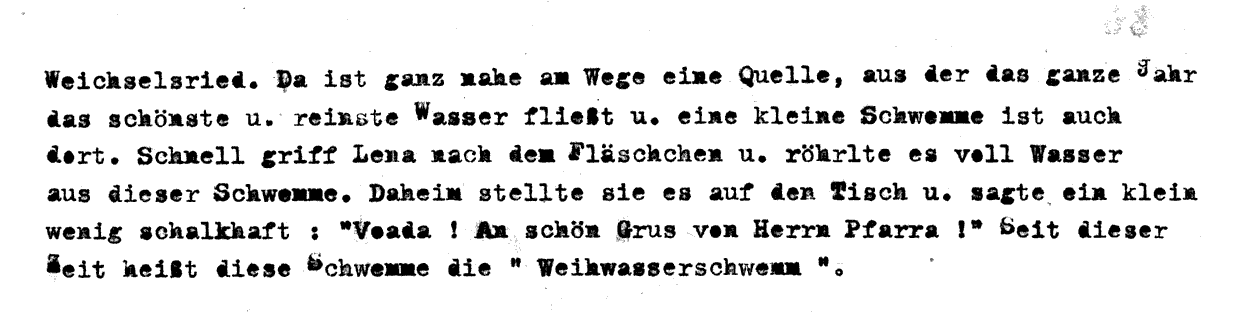 Weichselsried. Da ist ganz nahe am Wege eine Quelle, aus der das ganze Jahr
das schönste u. reinste Wasser fließt u. eine kleine Schwemme ist auch
dort. Schnell griff Lena nach dem Fläschchen u. röhrlte es voll Wasser
aus dieser Schwemme. Daheim stellte sie es auf den Tisch u. sagte ein klein
wenig schalkhaft : "Voada ! An schön Grus von Herrn Pfarra !" Seit dieser
Zeit heißt diese Schwemme die " Weihwasserschwemm ".